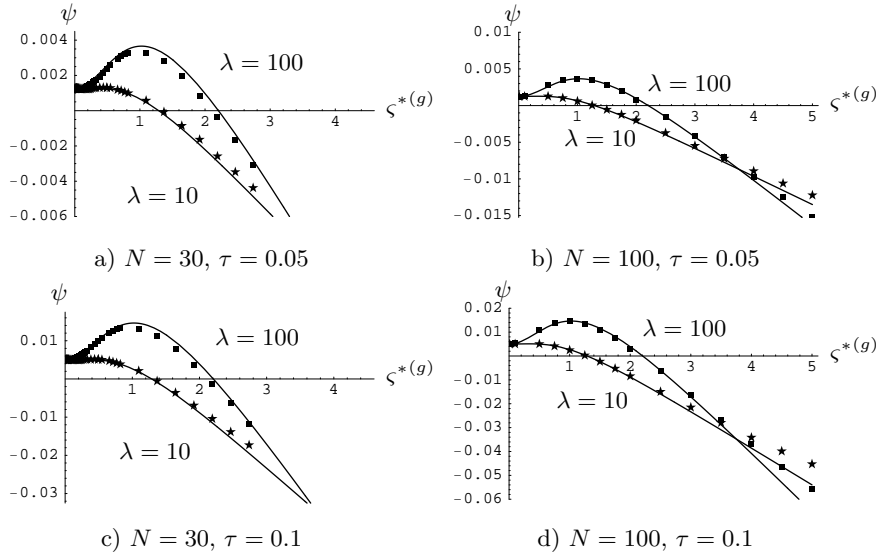 ψ
0.004
0.002
-0.002
-0.004
-0.006
1 2 3 4
ς*(g)
λ = 100
λ = 10
a) N = 30, τ = 0.05
ψ
0.015
0.01
0.005
-0.005
-0.01
-0.015
1 2 3 4 5
ς*(g)
λ = 100
λ = 10
b) N = 100, τ = 0.05
ψ
0.01
-0.01
-0.02
-0.03
1 2 3 4
ς*(g)
λ = 100
λ = 10
c) N = 30, τ = 0.1
ψ
0.02
0.01
-0.01
-0.02
-0.03
-0.04
-0.05
-0.06
1 2 3 4 5
ς*(g)
λ = 100
λ = 10
d) N = 100, τ = 0.1